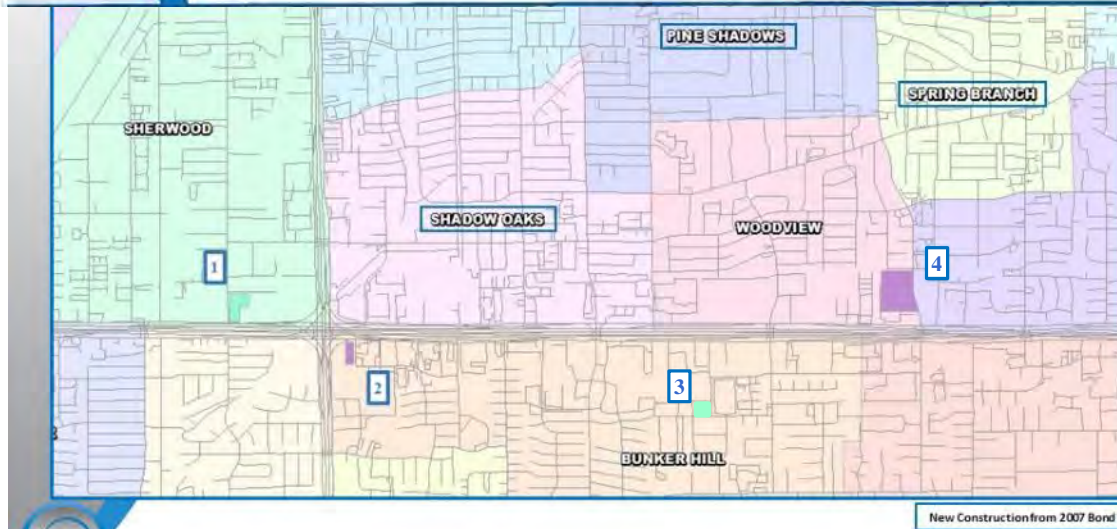 PINE SHADOWS
SPRING BRANCH
SHERWOOD
SHADOW OAKS
WOODVIEW
1
4
2
3
BUNKER HILL
New Construction from 2007 Bond